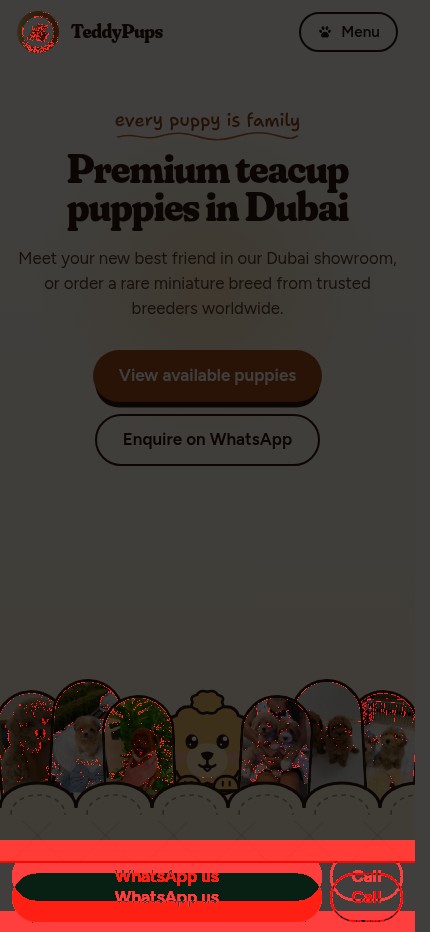 TeddyPups
Menu
every puppy is family
Premium teacup
puppies in Dubai
Meet your new best friend in our Dubai showroom,
or order a rare miniature breed from trusted
breeders worldwide.
View available puppies
Enquire on WhatsApp
WhatsApp us
Call
WhatsApp us
Call